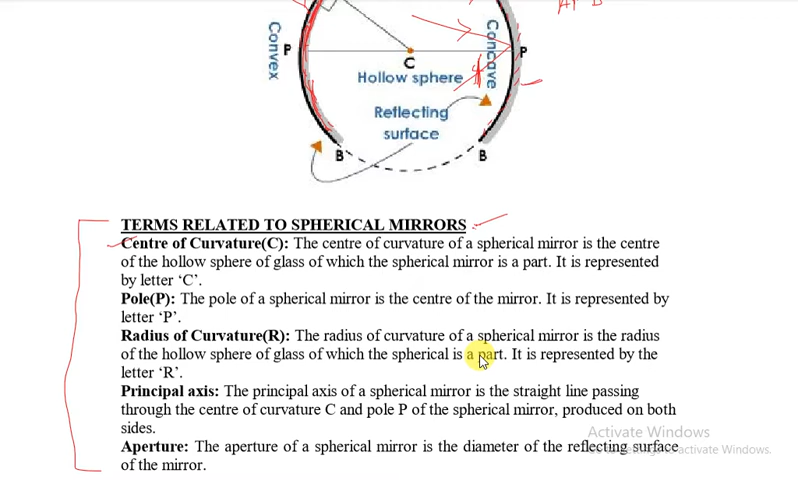 P
Convex
C
Concave
P
Hollow sphere
Reflecting
surface
B
B
TERMS RELATED TO SPHERICAL MIRRORS
Centre of Curvature(C): The centre of curvature of a spherical mirror is the centre
of the hollow sphere of glass of which the spherical mirror is a part. It is represented
by letter ‘C’.
Pole(P): The pole of a spherical mirror is the centre of the mirror. It is represented by
letter ‘P’.
Radius of Curvature(R): The radius of curvature of a spherical mirror is the radius
of the hollow sphere of glass of which the spherical is a part. It is represented by the
letter ‘R’.
Principal axis: The principal axis of a spherical mirror is the straight line passing
through the centre of curvature C and pole P of the spherical mirror, produced on both
sides.
Activate Windows
Aperture: The aperture of a spherical mirror is the diameter of the reflecting surface
Go to Settings to activate Windows.
of the mirror.